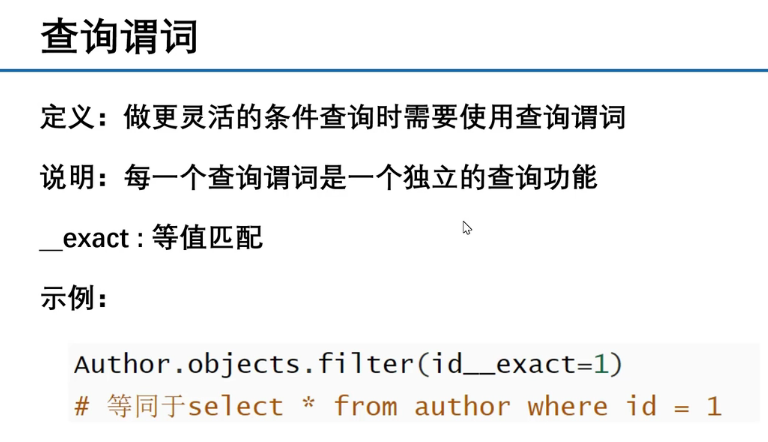 查询谓词
定义：做更灵活的条件查询时需要使用查询谓词
说明：每一个查询谓词是一个独立的查询功能
__exact : 等值匹配
示例：
Author.objects.filter(id__exact=1)
# 等同于select * from author where id = 1